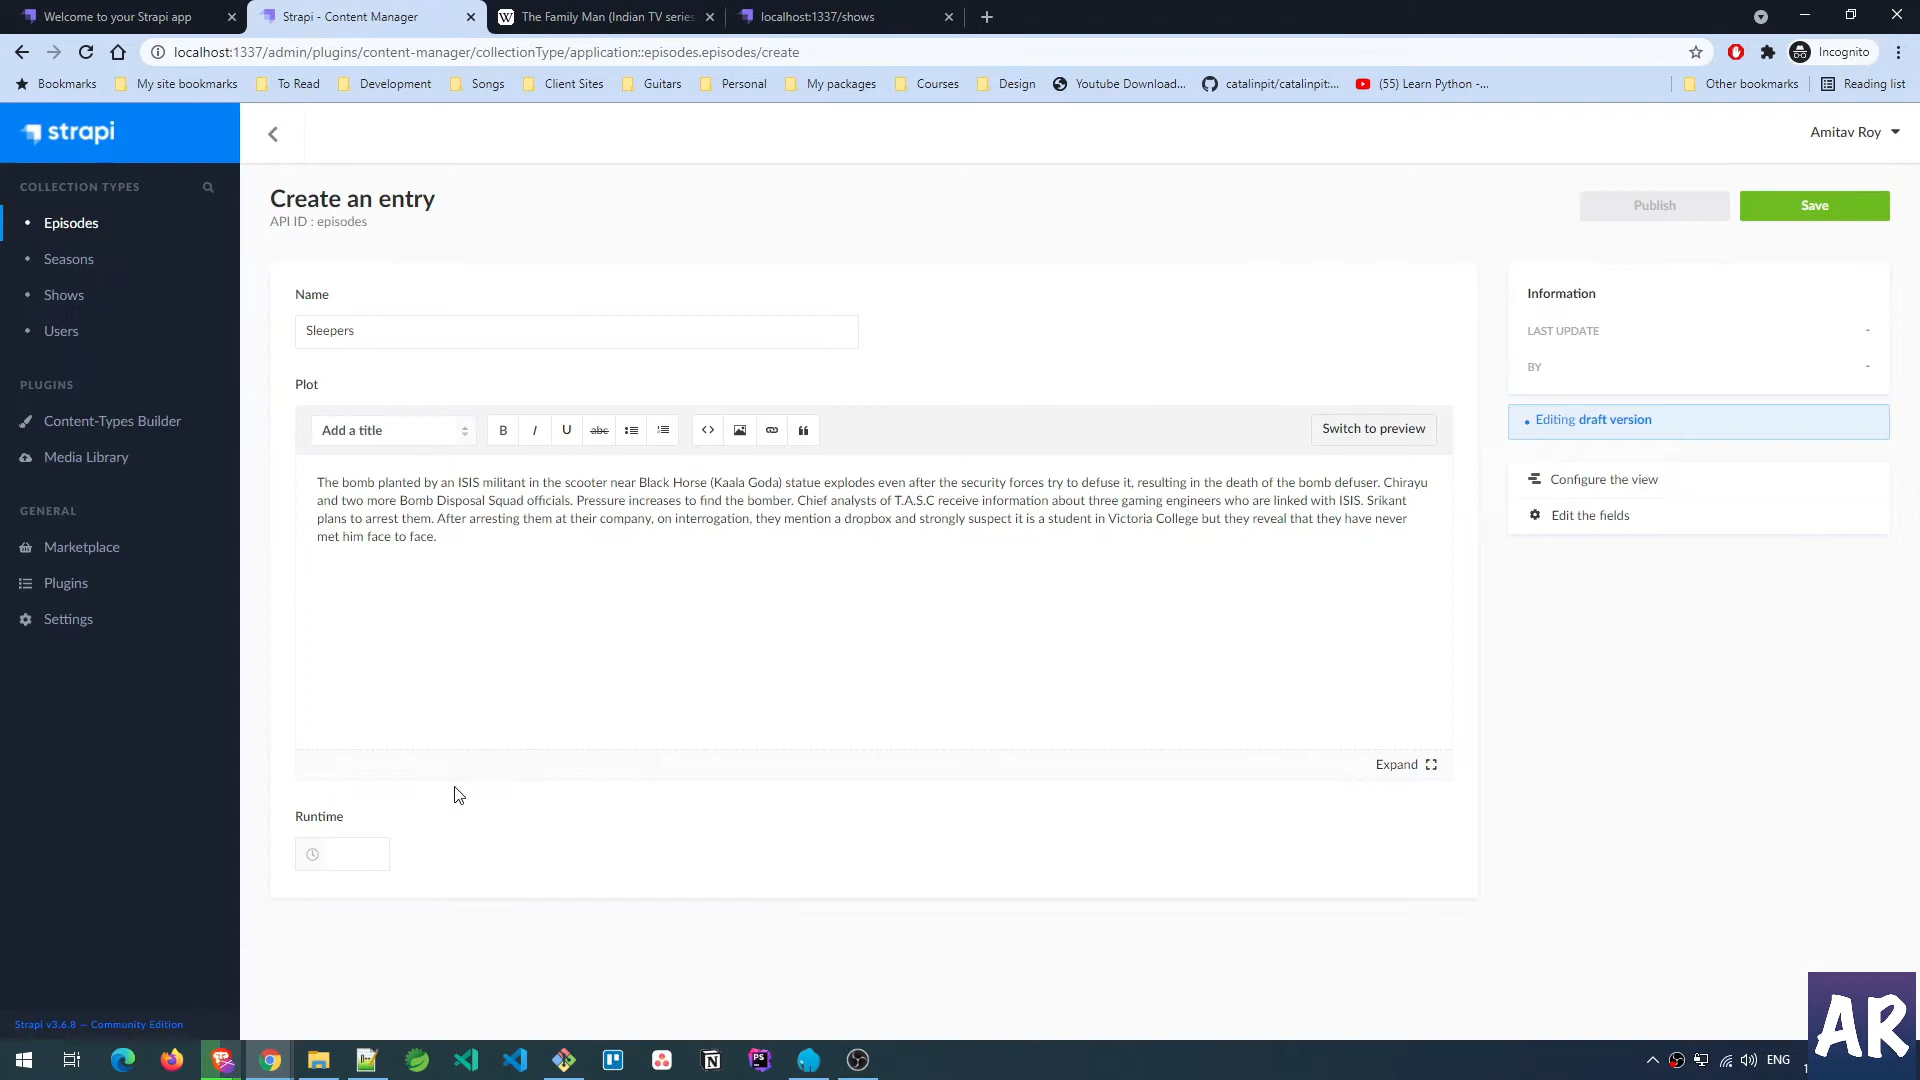 Welcome to your Strapi app
Strapi - Content Manager
The Family Man (Indian TV series
localhost:1337/shows
localhost:1337/admin/plugins/content-manager/collectionType/application::episodes.episodes/create
Incognito
Bookmarks
My site bookmarks
To Read
Development
Songs
Client Sites
Guitars
Personal
My packages
Courses
Design
Youtube Download...
catalinpit/catalinpit:...
(55) Learn Python -...
Other bookmarks
Reading list
strapi
Amitav Roy
COLLECTION TYPES
Episodes
Seasons
Shows
Users
PLUGINS
Content-Types Builder
Media Library
GENERAL
Marketplace
Plugins
Settings
Strapi v3.6.8 — Community Edition
Create an entry
API ID : episodes
Publish
Save
Name
Sleepers
Plot
Add a title
B
I
U
abc
Switch to preview
The bomb planted by an ISIS militant in the scooter near Black Horse (Kaala Goda) statue explodes even after the security forces try to defuse it, resulting in the death of the bomb defuser. Chirayu
and two more Bomb Disposal Squad officials. Pressure increases to find the bomber. Chief analysts of T.A.S.C receive information about three gaming engineers who are linked with ISIS. Srikant
plans to arrest them. After arresting them at their company, on interrogation, they mention a dropbox and strongly suspect it is a student in Victoria College but they reveal that they have never
met him face to face.
Expand
Runtime
Information
LAST UPDATE
-
BY
-
Editing draft version
Configure the view
Edit the fields
ENG
AR